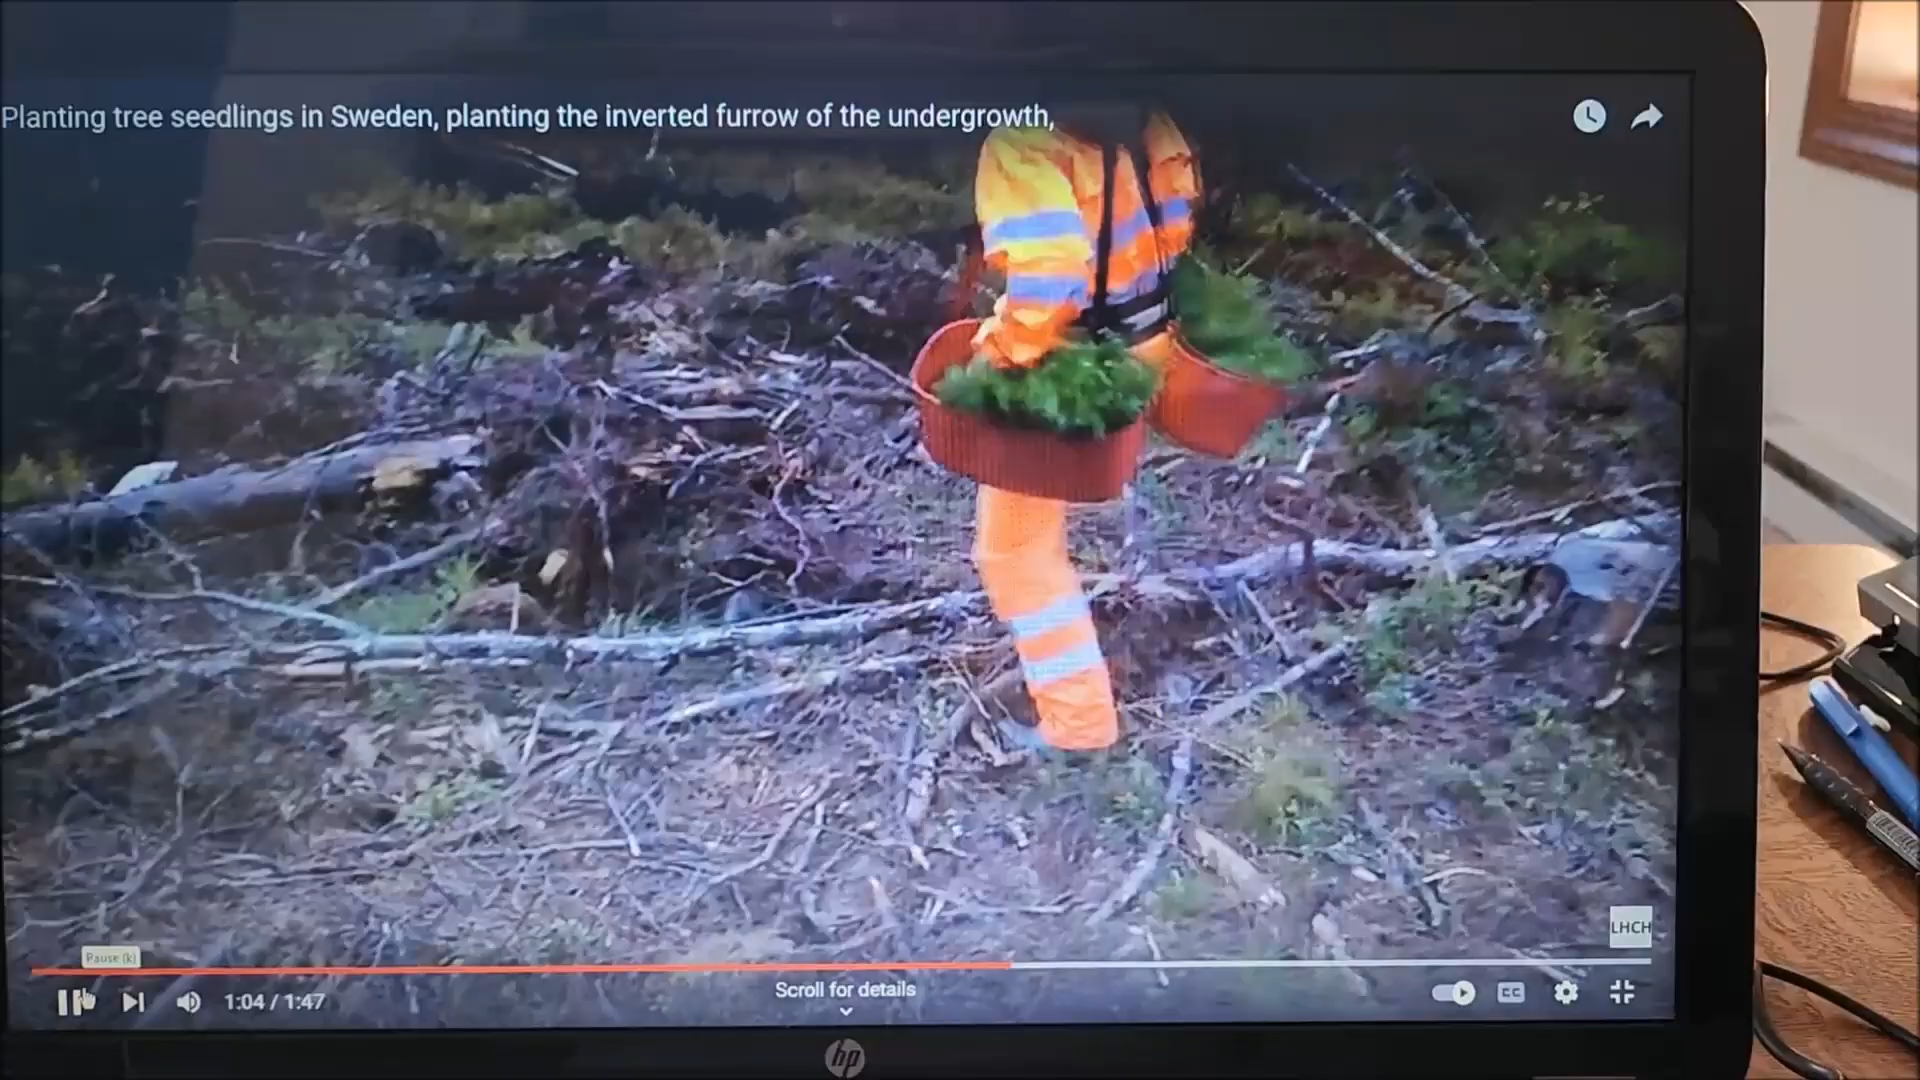 Planting tree seedlings in Sweden, planting the inverted furrow of the undergrowth,
LHCH
Pause (k)
1:04 / 1:47
Scroll for details
CC
hp